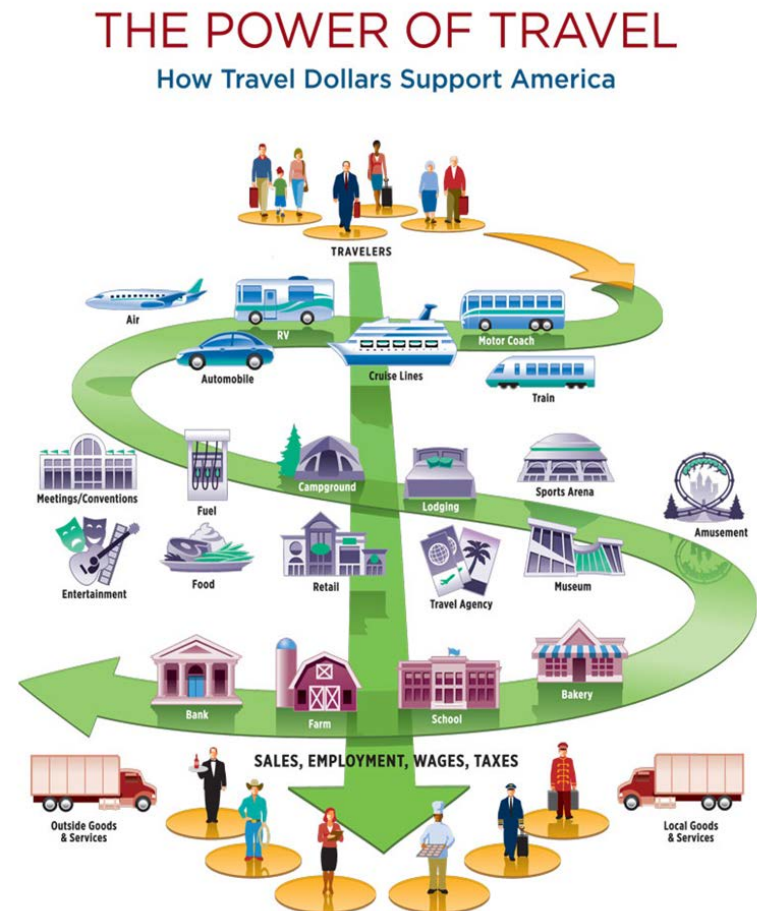 THE POWER OF TRAVEL
How Travel Dollars Support America
TRAVELERS
Air
RV
Motor Coach
Automobile
Cruise Lines
Train
Meetings/Conventions
Fuel
Campground
Lodging
Sports Arena
Amusement
Entertainment
Food
Retail
Travel Agency
Museum
Bank
Farm
School
Bakery
SALES, EMPLOYMENT, WAGES, TAXES
Outside Goods
& Services
Local Goods
& Services